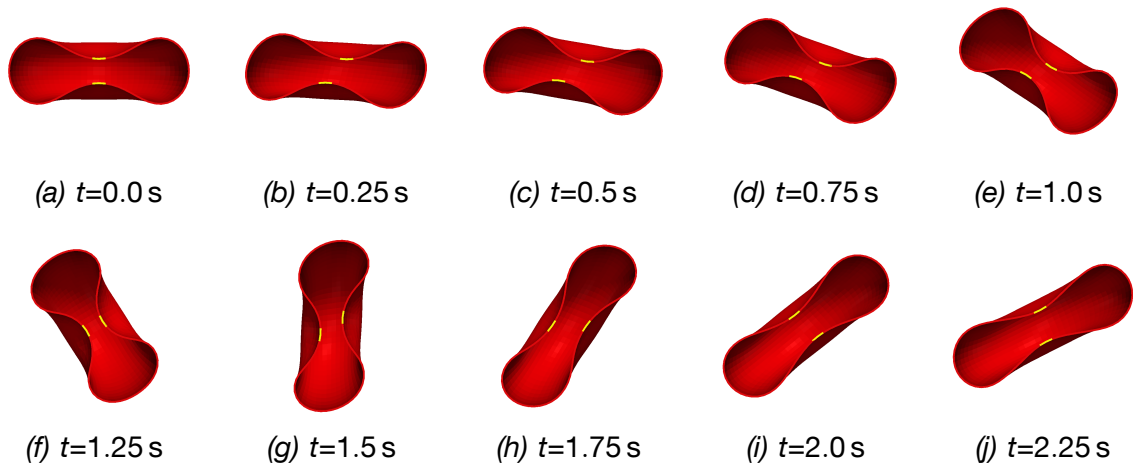 (a) t=0.0 s
(b) t=0.25 s
(c) t=0.5 s
(d) t=0.75 s
(e) t=1.0 s
(f) t=1.25 s
(g) t=1.5 s
(h) t=1.75 s
(i) t=2.0 s
(j) t=2.25 s